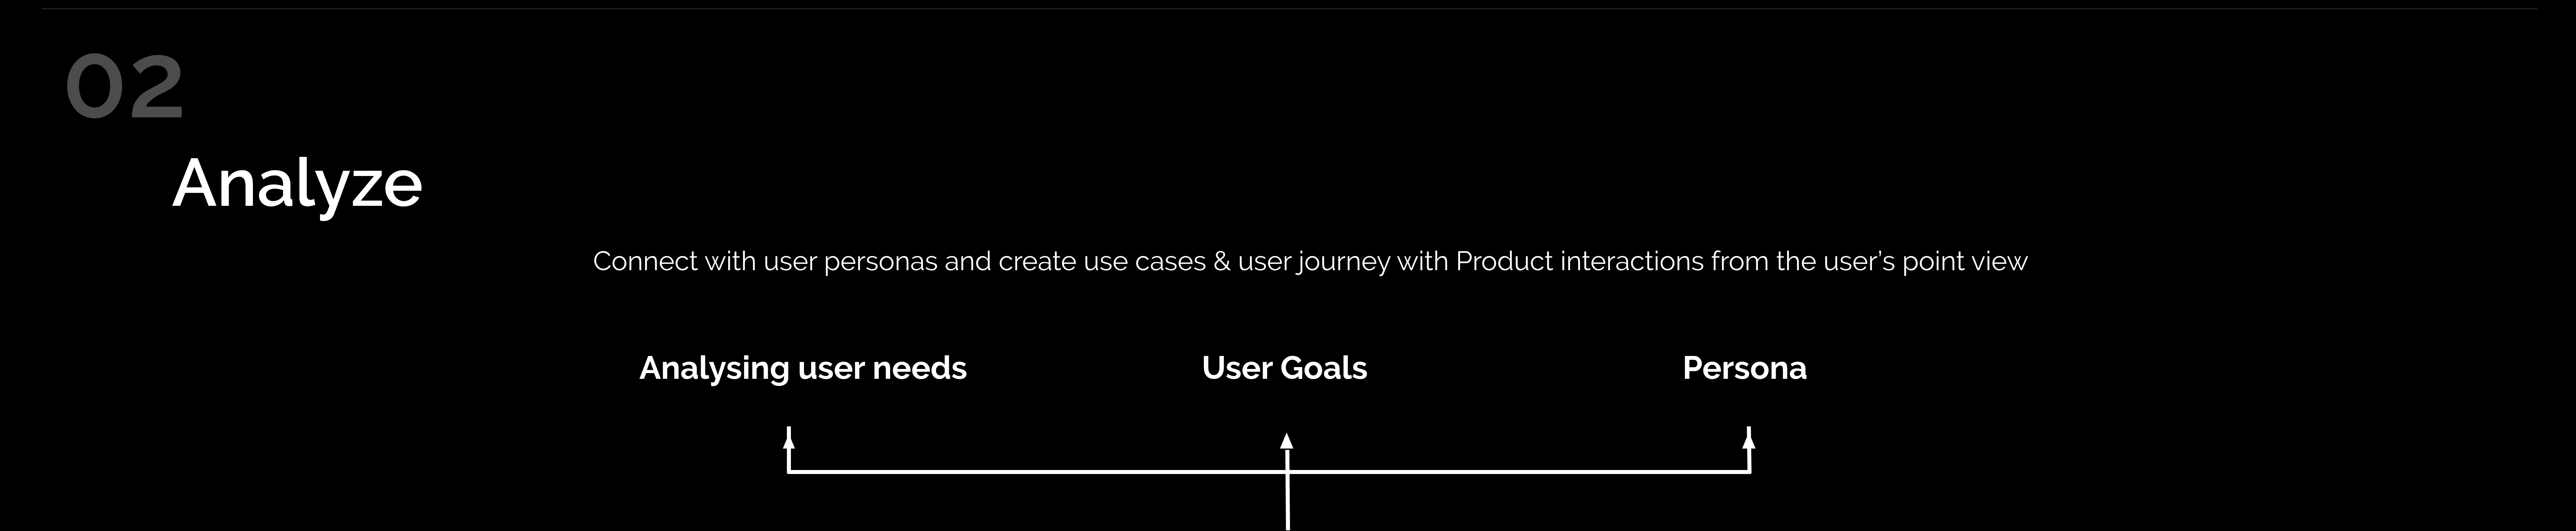 02
Analyze
Connect with user personas and create use cases & user journey with Product interactions from the user's point view
Analysing user needs
User Goals
Persona